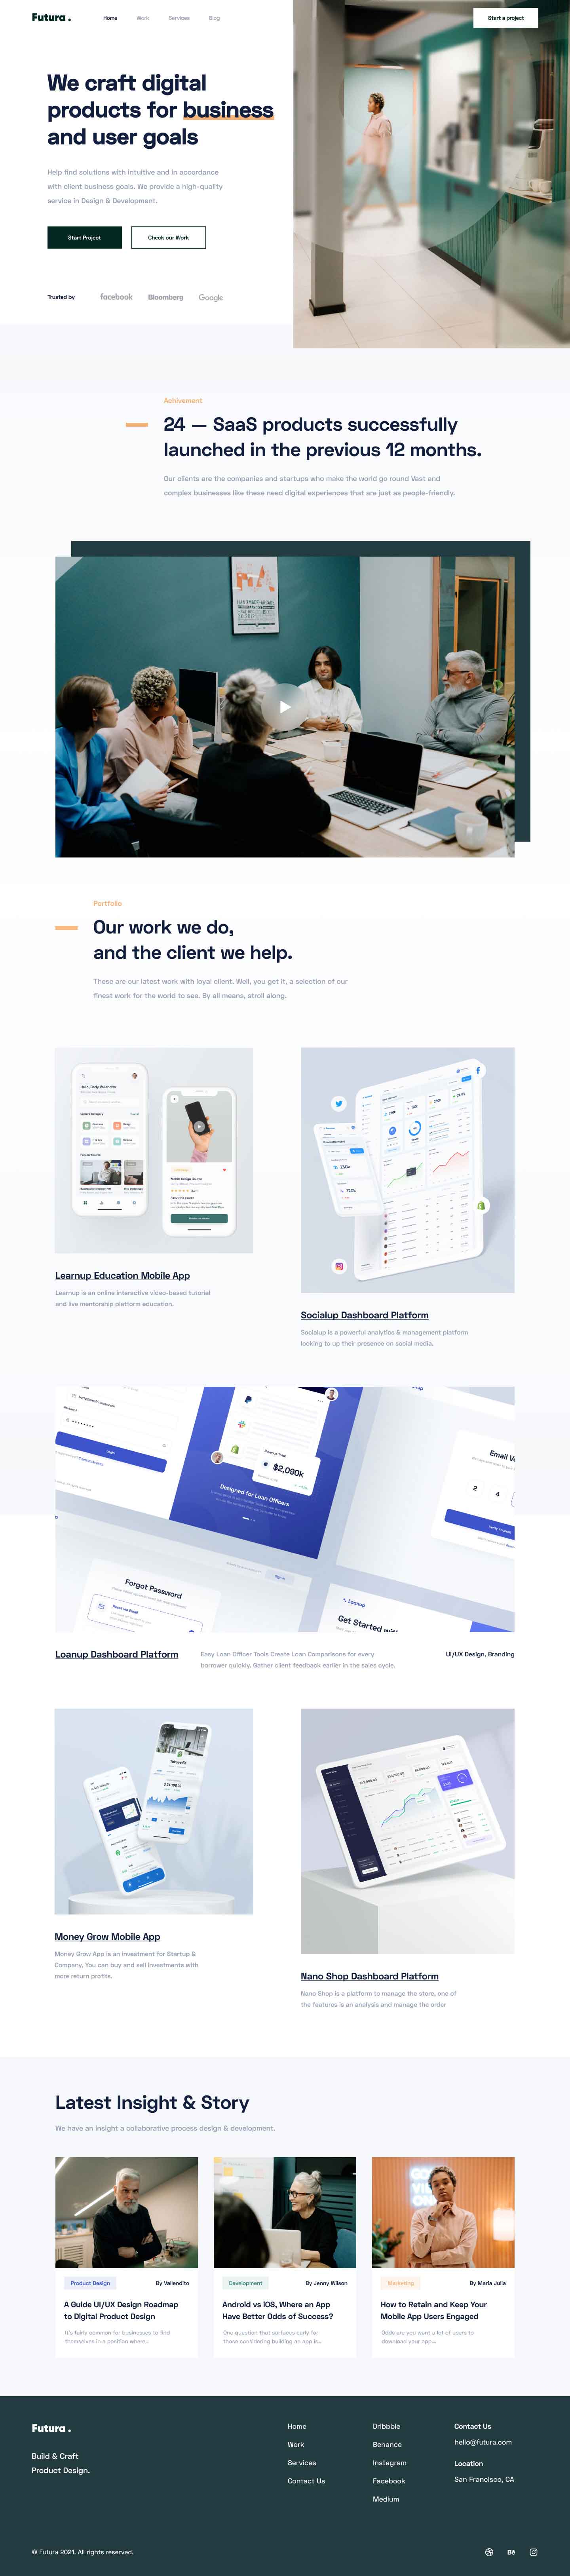 Futura .
Home
Work
Services
Blog
Start a project
We craft digital
products for business
and user goals
Help find solutions with intuitive and in accordance
with client business goals. We provide a high-quality
service in Design & Development.
Start Project
Check our Work
Trusted by
facebook
Bloomberg
Google
Achivement
24 — SaaS products successfully
launched in the previous 12 months.
Our clients are the companies and startups who make the world go round Vast and
complex businesses like these need digital experiences that are just as people-friendly.
Portfolio
Our work we do,
and the client we help.
These are our latest work with loyal client. Well, you get it, a selection of our
finest work for the world to see. By all means, stroll along.
Learnup Education Mobile App
Learnup is an online interactive video-based tutorial
and live mentorship platform education.
Socialup Dashboard Platform
Socialup is a powerful analytics & management platform
looking to up their presence on social media.
Login
Revenue Total
$2,090k
Designed for Loan Officers
Email V
2
4
Verify Account
Sign In
Forgot Password
Reset via Email
Loanup
Get Started with
Loanup Dashboard Platform
Easy Loan Officer Tools Create Loan Comparisons for every
borrower quickly. Gather client feedback earlier in the sales cycle.
UI/UX Design, Branding
Tokopedia
Money Grow Mobile App
Money Grow App is an investment for Startup &
Company, You can buy and sell investments with
more return profits.
Nano Shop Dashboard Platform
Nano Shop is a platform to manage the store, one of
the features is an analysis and manage the order
Latest Insight & Story
We have an insight a collaborative process design & development.
Product Design
By Vallendito
A Guide UI/UX Design Roadmap
to Digital Product Design
It's fairly common for businesses to find
themselves in a position where..
Development
By Jenny Wilson
Android vs iOS, Where an App
Have Better Odds of Success?
One question that surfaces early for
those considering building an app is...
Marketing
By Maria Julia
How to Retain and Keep Your
Mobile App Users Engaged
Odds are you want a lot of users to
download your app....
Futura .
Build & Craft
Product Design.
Home
Work
Services
Contact Us
Dribbble
Behance
Instagram
Facebook
Medium
Contact Us
hello@futura.com
Location
San Francisco, CA
© Futura 2021. All rights reserved.
Bē